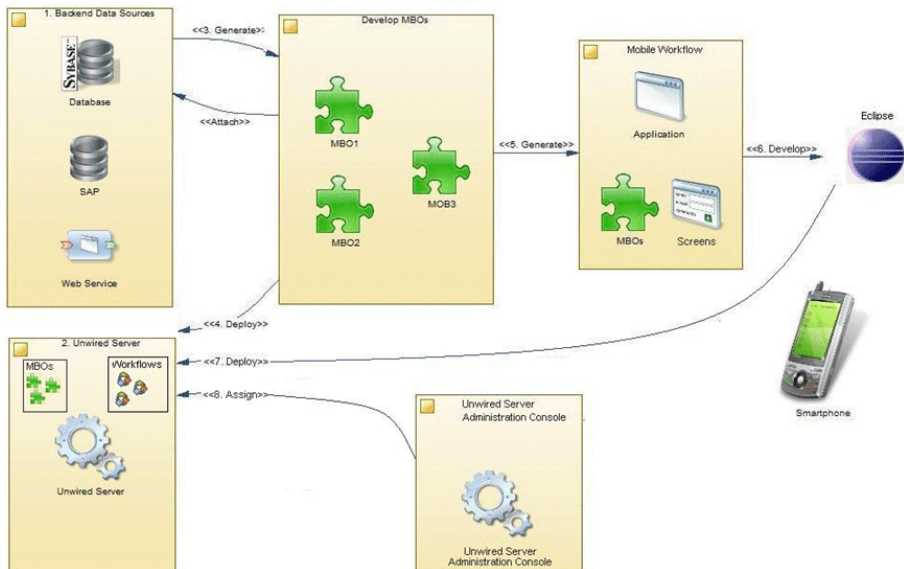 1. Backend Data Sources
SYBASE
Database
SAP
Web Service
<<3. Generate>>
<<Attach>>
Develop MBOs
MBO1
MBO2
MOB3
<<5. Generate>>
Mobile Workflow
Application
MBOs
Screens
<<6. Develop>>
Eclipse
Smartphone
<<4. Deploy>>
<<7. Deploy>>
<<8. Assign>>
2. Unwired Server
MBOs
Workflows
Unwired Server
Unwired Server
Administration Console
Unwired Server
Administration Console